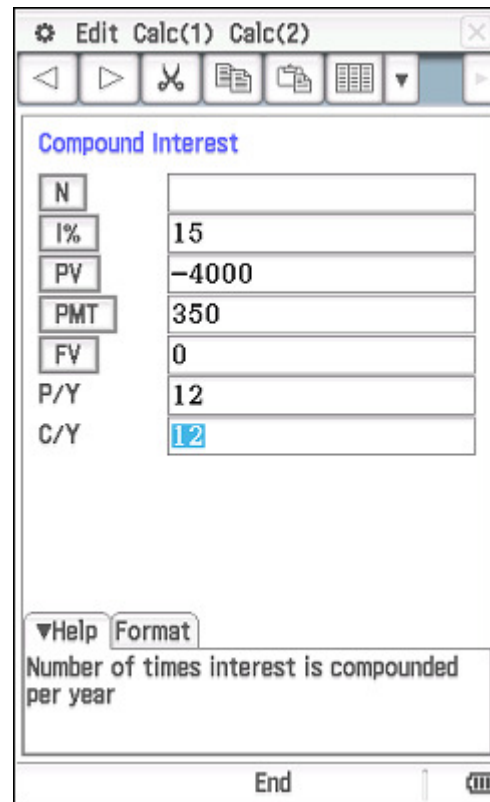 Edit Calc(1) Calc(2)
Compound Interest
N
I% 15
PV -4000
PMT 350
FV 0
P/Y 12
C/Y 12
▼Help Format
Number of times interest is compounded
per year
End